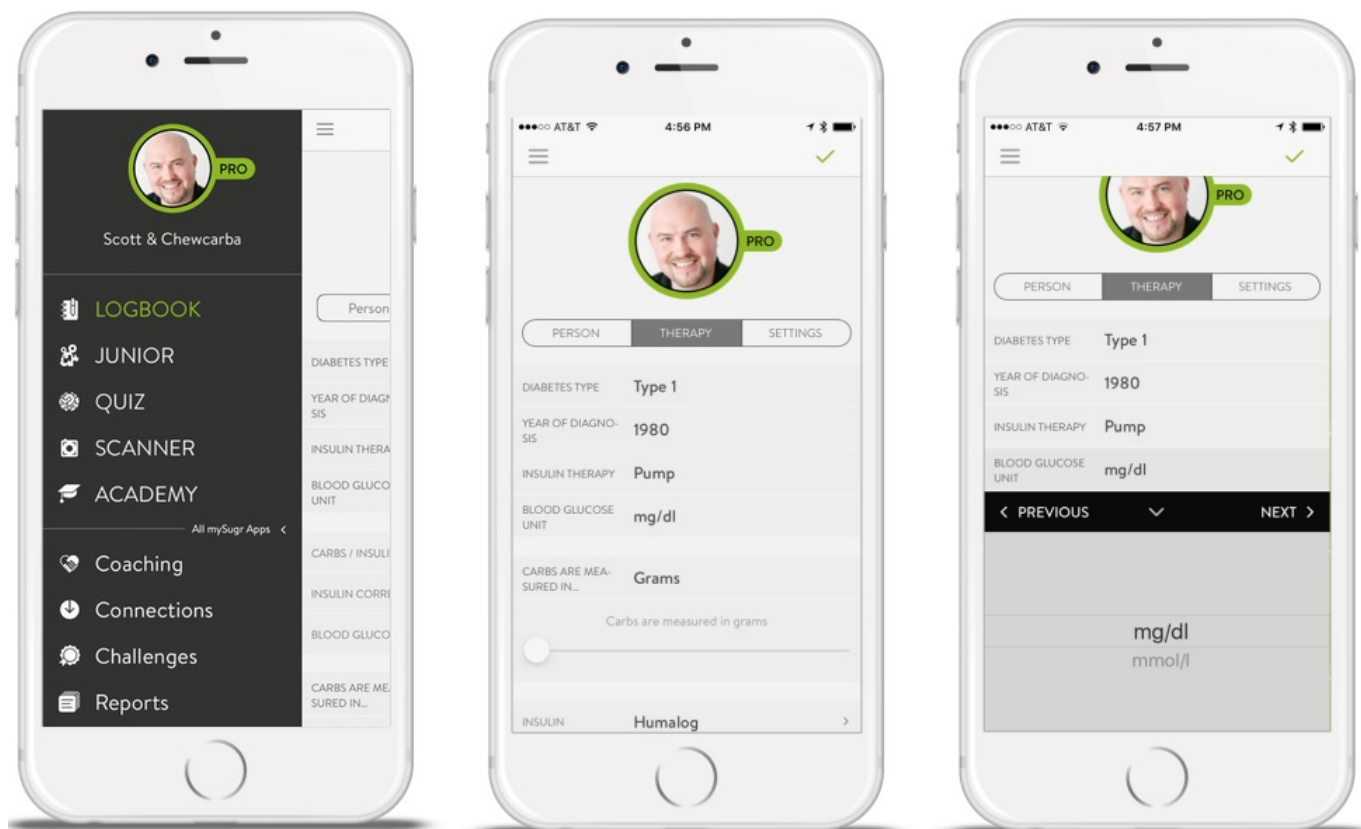 PRO
Scott & Chewcarba
LOGBOOK
JUNIOR
QUIZ
SCANNER
ACADEMY
All mySugr Apps
Coaching
Connections
Challenges
Reports
Person
DIABETES TYPE
YEAR OF DIAGN
SIS
INSULIN THERA
BLOOD GLUCO
UNIT
CARBS / INSULI
INSULIN CORRE
BLOOD GLUCO
CARBS ARE ME
SURED IN...
AT&T 4:56 PM
PRO
PERSON THERAPY SETTINGS
DIABETES TYPE Type 1
YEAR OF DIAGNO-
SIS 1980
INSULIN THERAPY Pump
BLOOD GLUCOSE
UNIT mg/dl
CARBS ARE MEA-
SURED IN... Grams
Carbs are measured in grams
INSULIN Humalog
AT&T 4:57 PM
PRO
PERSON THERAPY SETTINGS
DIABETES TYPE Type 1
YEAR OF DIAGNO-
SIS 1980
INSULIN THERAPY Pump
BLOOD GLUCOSE
UNIT mg/dl
< PREVIOUS NEXT >
mg/dl
mmol/l